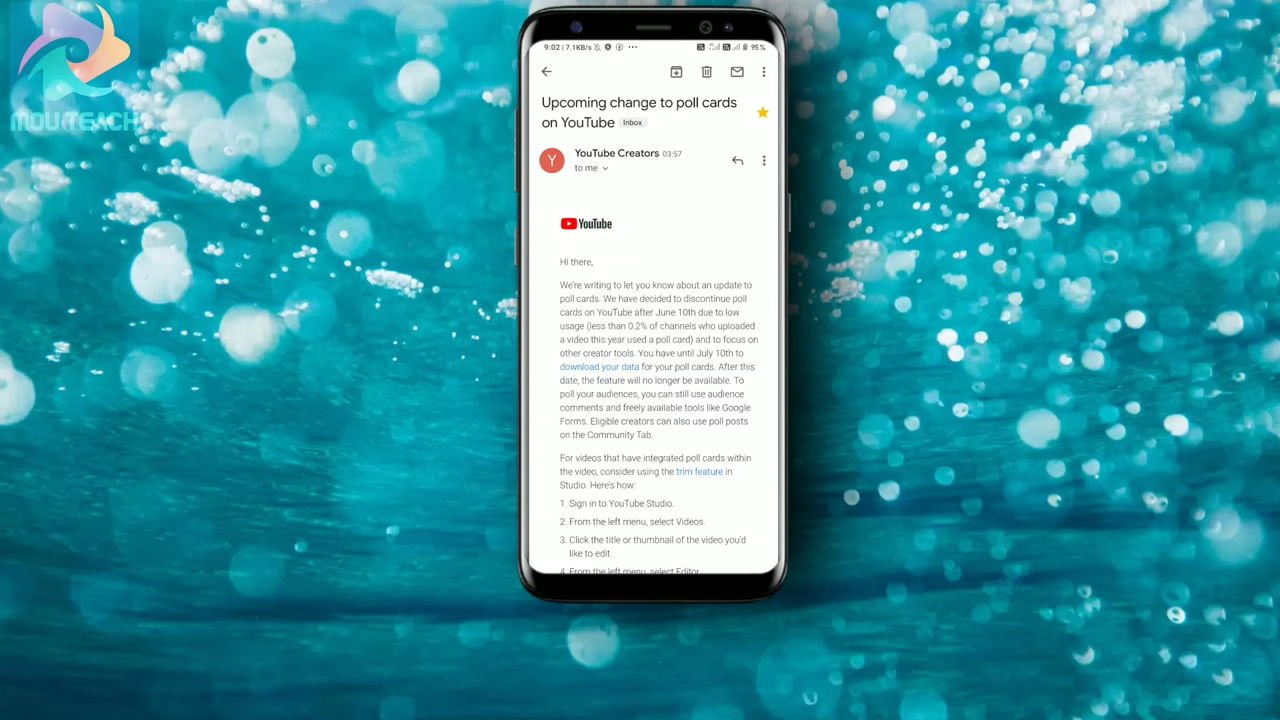 MOUTEACH
9:02 | 7.1KB/s ... 95%
Upcoming change to poll cards
on YouTube Inbox
Y YouTube Creators 03:57
to me
YouTube
Hi there,
We're writing to let you know about an update to
poll cards. We have decided to discontinue poll
cards on YouTube after June 10th due to low
usage (less than 0.2% of channels who uploaded
a video this year used a poll card) and to focus on
other creator tools. You have until July 10th to
download your data for your poll cards. After this
date, the feature will no longer be available. To
poll your audiences, you can still use audience
comments and freely available tools like Google
Forms. Eligible creators can also use poll posts
on the Community Tab.
For videos that have integrated poll cards within
the video, consider using the trim feature in
Studio. Here's how:
1. Sign in to YouTube Studio.
2. From the left menu, select Videos.
3. Click the title or thumbnail of the video you'd
like to edit.
4. From the left menu, select Editor